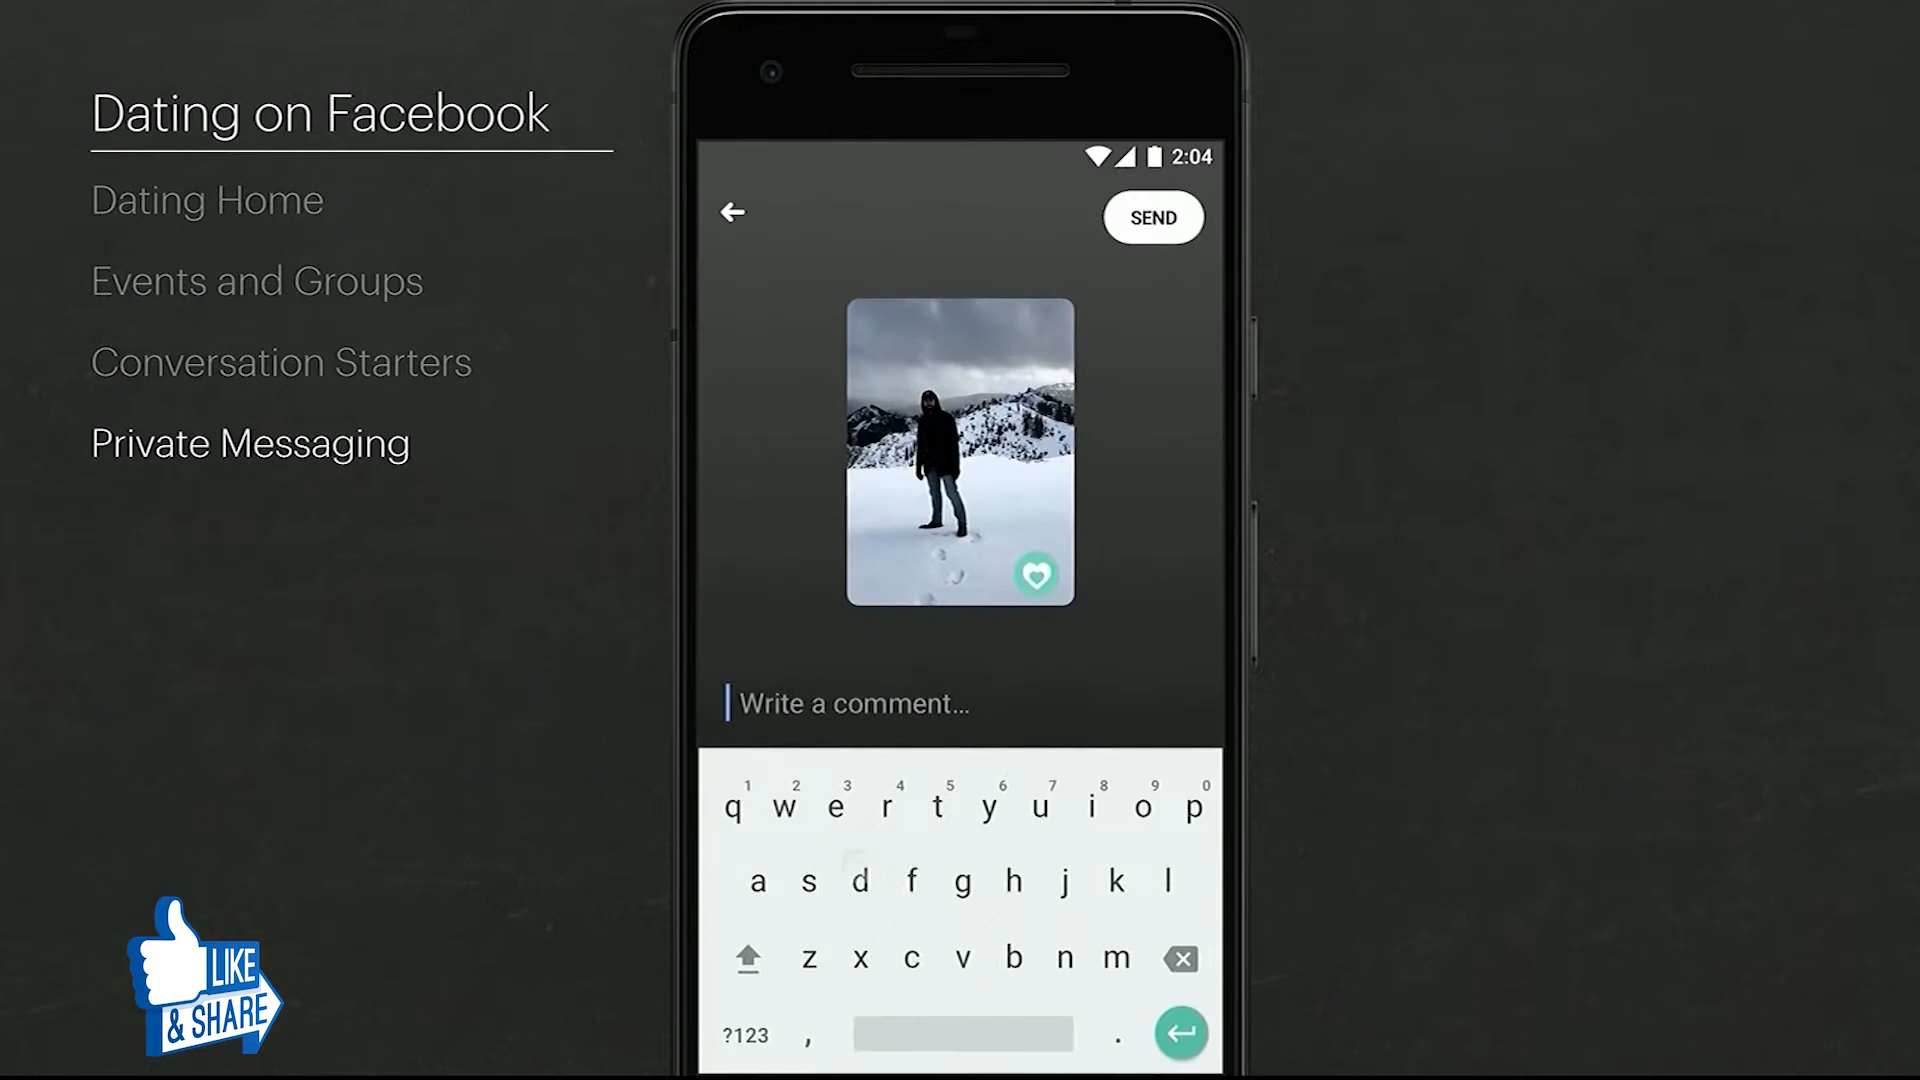 Dating on Facebook
Dating Home
Events and Groups
Conversation Starters
Private Messaging
2:04
SEND
Write a comment...
1 2 3 4 5 6 7 8 9 0
q w e r t y u i o p
a s d f g h j k l
z x c v b n m
?123 , .
LIKE
& SHARE